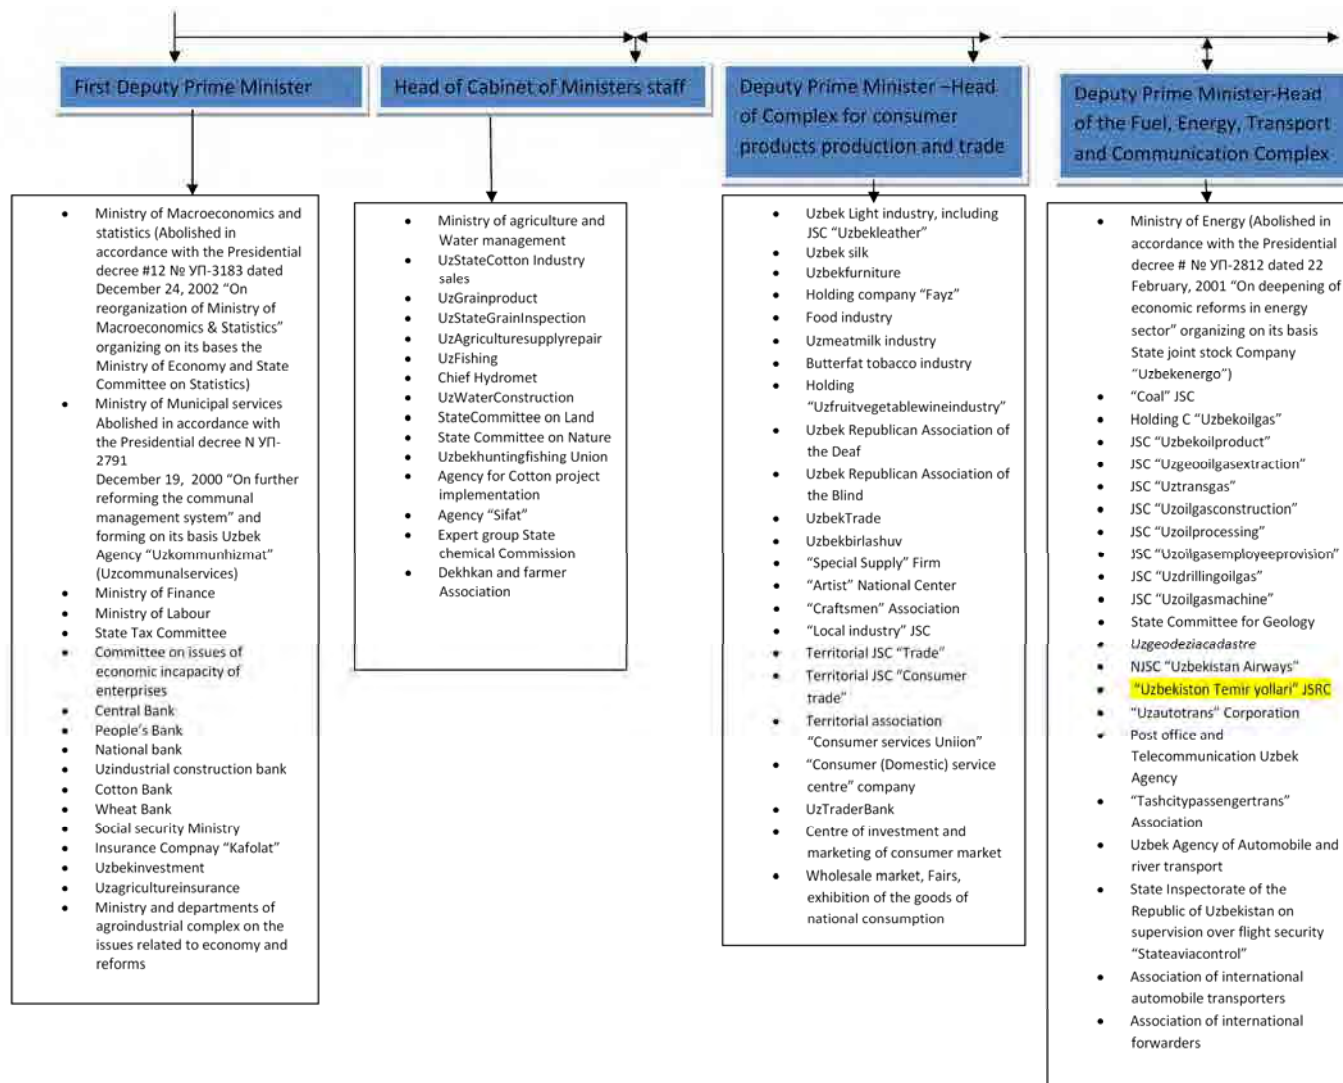 First Deputy Prime Minister
Ministry of Macroeconomics and
statistics (Abolished in
accordance with the Presidential
decree #12 № УП-3183 dated
December 24, 2002 “On
reorganization of Ministry of
Macroeconomics & Statistics”
organizing on its bases the
Ministry of Economy and State
Committee on Statistics)
Ministry of Municipal services
Abolished in accordance with
the Presidential decree N УП-
2791
December 19, 2000 “On further
reforming the communal
management system” and
forming on its basis Uzbek
Agency “Uzkommunhizmat”
(Uzcommunalservices)
Ministry of Finance
Ministry of Labour
State Tax Committee
Committee on issues of
economic incapacity of
enterprises
Central Bank
People’s Bank
National bank
Uzindustrial construction bank
Cotton Bank
Wheat Bank
Social security Ministry
Insurance Compnay “Kafolat”
Uzbekinvestment
Uzagricultureinsurance
Ministry and departments of
agroindustrial complex on the
issues related to economy and
reforms
Head of Cabinet of Ministers staff
Ministry of agriculture and
Water management
UzStateCotton Industry
sales
UzGrainproduct
UzStateGrainInspection
UzAgriculturesupplyrepair
UzFishing
Chief Hydromet
UzWaterConstruction
StateCommittee on Land
State Committee on Nature
Uzbekhuntingfishing Union
Agency for Cotton project
implementation
Agency “Sifat”
Expert group State
chemical Commission
Dekhkan and farmer
Association
Deputy Prime Minister –Head
of Complex for consumer
products production and trade
Uzbek Light industry, including
JSC “Uzbekleather”
Uzbek silk
Uzbekfurniture
Holding company “Fayz”
Food industry
Uzmeatmilk industry
Butterfat tobacco industry
Holding
“Uzfruitvegetablewineindustry”
Uzbek Republican Association of
the Deaf
Uzbek Republican Association of
the Blind
UzbekTrade
Uzbekbirlashuv
“Special Supply” Firm
“Artist” National Center
“Craftsmen” Association
“Local industry” JSC
Territorial JSC “Trade”
Territorial JSC “Consumer
trade”
Territorial association
“Consumer services Uniion”
“Consumer (Domestic) service
centre” company
UzTraderBank
Centre of investment and
marketing of consumer market
Wholesale market, Fairs,
exhibition of the goods of
national consumption
Deputy Prime Minister-Head
of the Fuel, Energy, Transport
and Communication Complex
Ministry of Energy (Abolished in
accordance with the Presidential
decree # № УП-2812 dated 22
February, 2001 “On deepening of
economic reforms in energy
sector” organizing on its basis
State joint stock Company
“Uzbekenergo”)
“Coal” JSC
Holding C “Uzbekoilgas”
JSC “Uzbekoilproduct”
JSC “Uzgeooilgasextraction”
JSC “Uztransgas”
JSC “Uzoilgasconstruction”
JSC “Uzoilprocessing”
JSC “Uzoilgasemployeeprovision”
JSC “Uzdrillingoilgas”
JSC “Uzoilgasmachine”
State Committee for Geology
Uzgeodeziacadastre
NJSC “Uzbekistan Airways”
“Uzbekiston Temir yollari” JSRC
“Uzautotrans” Corporation
Post office and
Telecommunication Uzbek
Agency
“Tashcitypassengertrans”
Association
Uzbek Agency of Automobile and
river transport
State Inspectorate of the
Republic of Uzbekistan on
supervision over flight security
“Stateaviacontrol”
Association of international
automobile transporters
Association of international
forwarders